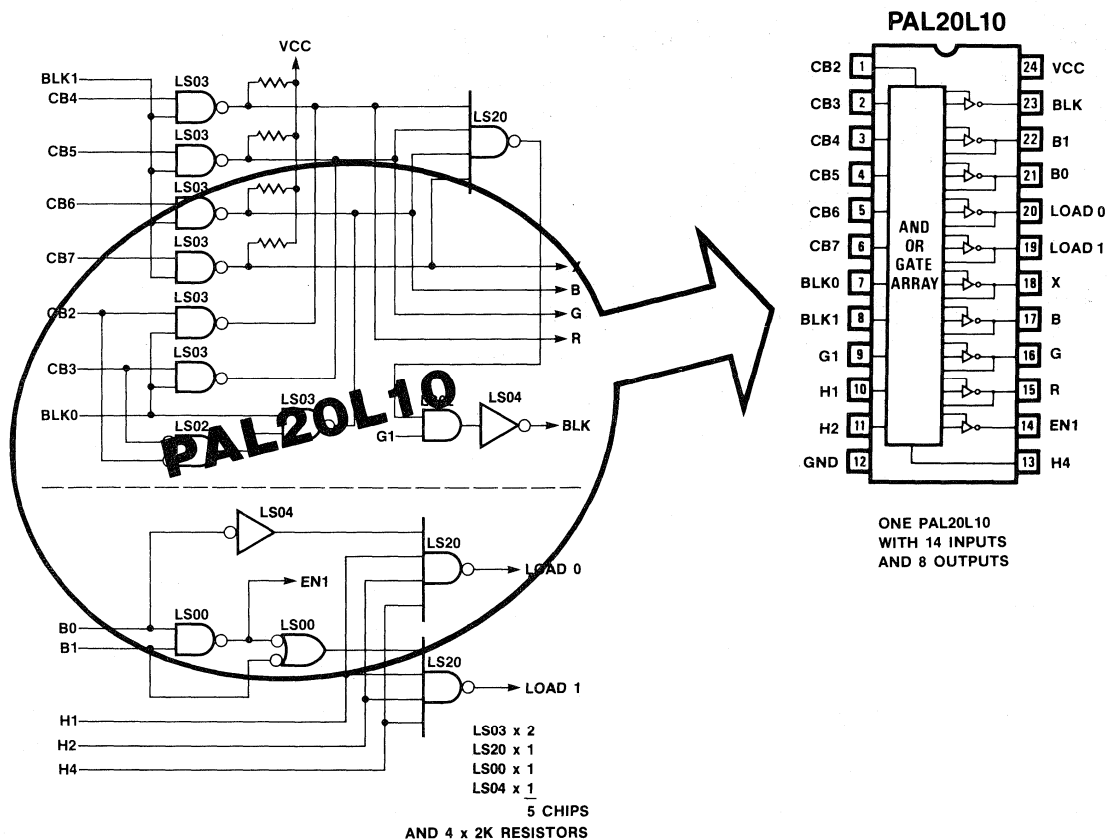 VCC
BLK1
LS03
CB4
LS20
LS03
CB5
LS03
CB6
LS03
CB7
X
B
LS03
CB2
G
R
LS03
CB3
LS03
LS04
BLK0
BLK
LS02
G1
PAL20L10
LS04
LS20
LOAD 0
EN1
LS00
LS00
B0
B1
LS20
LOAD 1
H1
H2
H4
LS03 x 2
LS20 x 1
LS00 x 1
LS04 x 1
5 CHIPS
AND 4 x 2K RESISTORS
PAL20L10
CB2 1 24 VCC
CB3 2 23 BLK
CB4 3 22 B1
CB5 4 21 B0
CB6 5 20 LOAD 0
CB7 6 19 LOAD 1
BLK0 7 18 X
BLK1 8 17 B
G1 9 16 G
H1 10 15 R
H2 11 14 EN1
GND 12 13 H4
AND
OR
GATE
ARRAY
ONE PAL20L10
WITH 14 INPUTS
AND 8 OUTPUTS